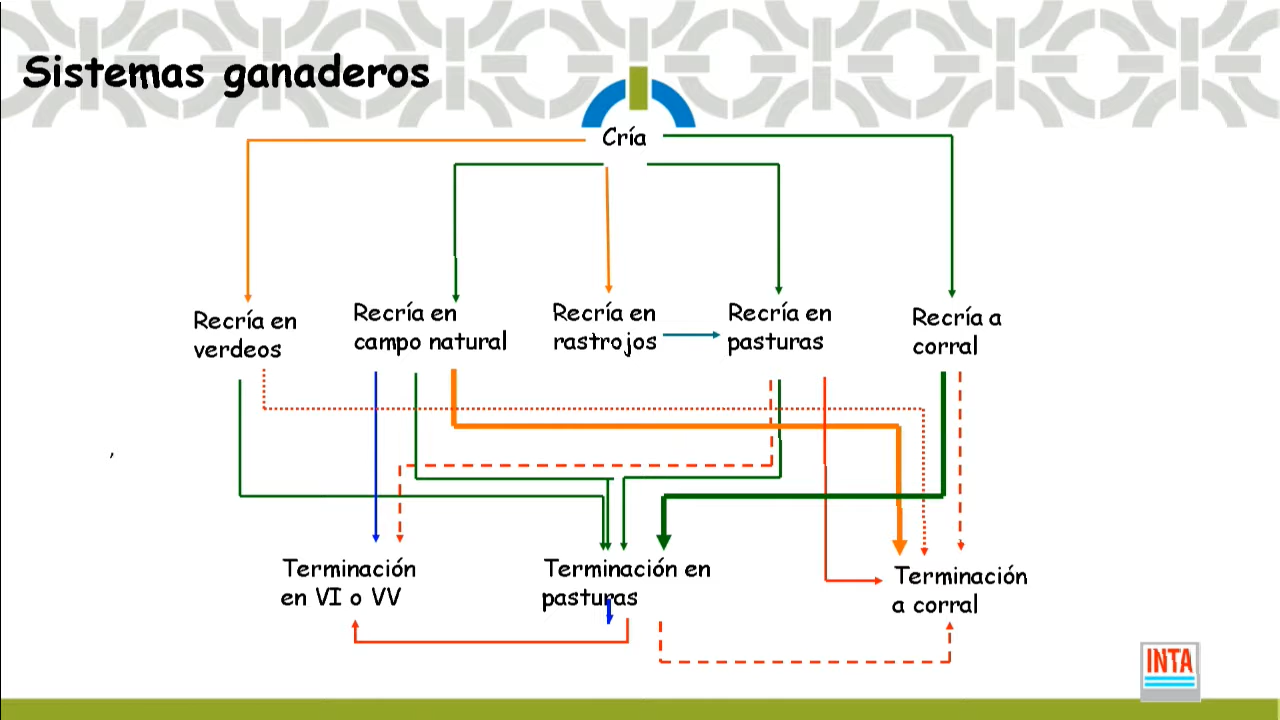 Sistemas ganaderos
Cría
Recría en
verdeos
Recría en
campo natural
Recría en
rastrojos
Recría en
pasturas
Recría a
corral
,
Terminación
en VI o VV
Terminación en
pasturas
Terminación
a corral
INTA